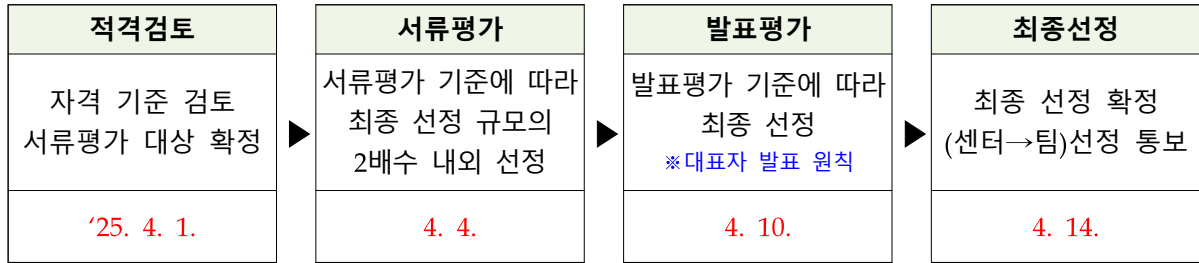 적격검토
자격 기준 검토
서류평가 대상 확정
‘25. 4. 1.
서류평가
서류평가 기준에 따라
최종 선정 규모의
2배수 내외 선정
4. 4.
발표평가
발표평가 기준에 따라
최종 선정
※대표자 발표 원칙
4. 10.
최종선정
최종 선정 확정
(센터→팀)선정 통보
4. 14.